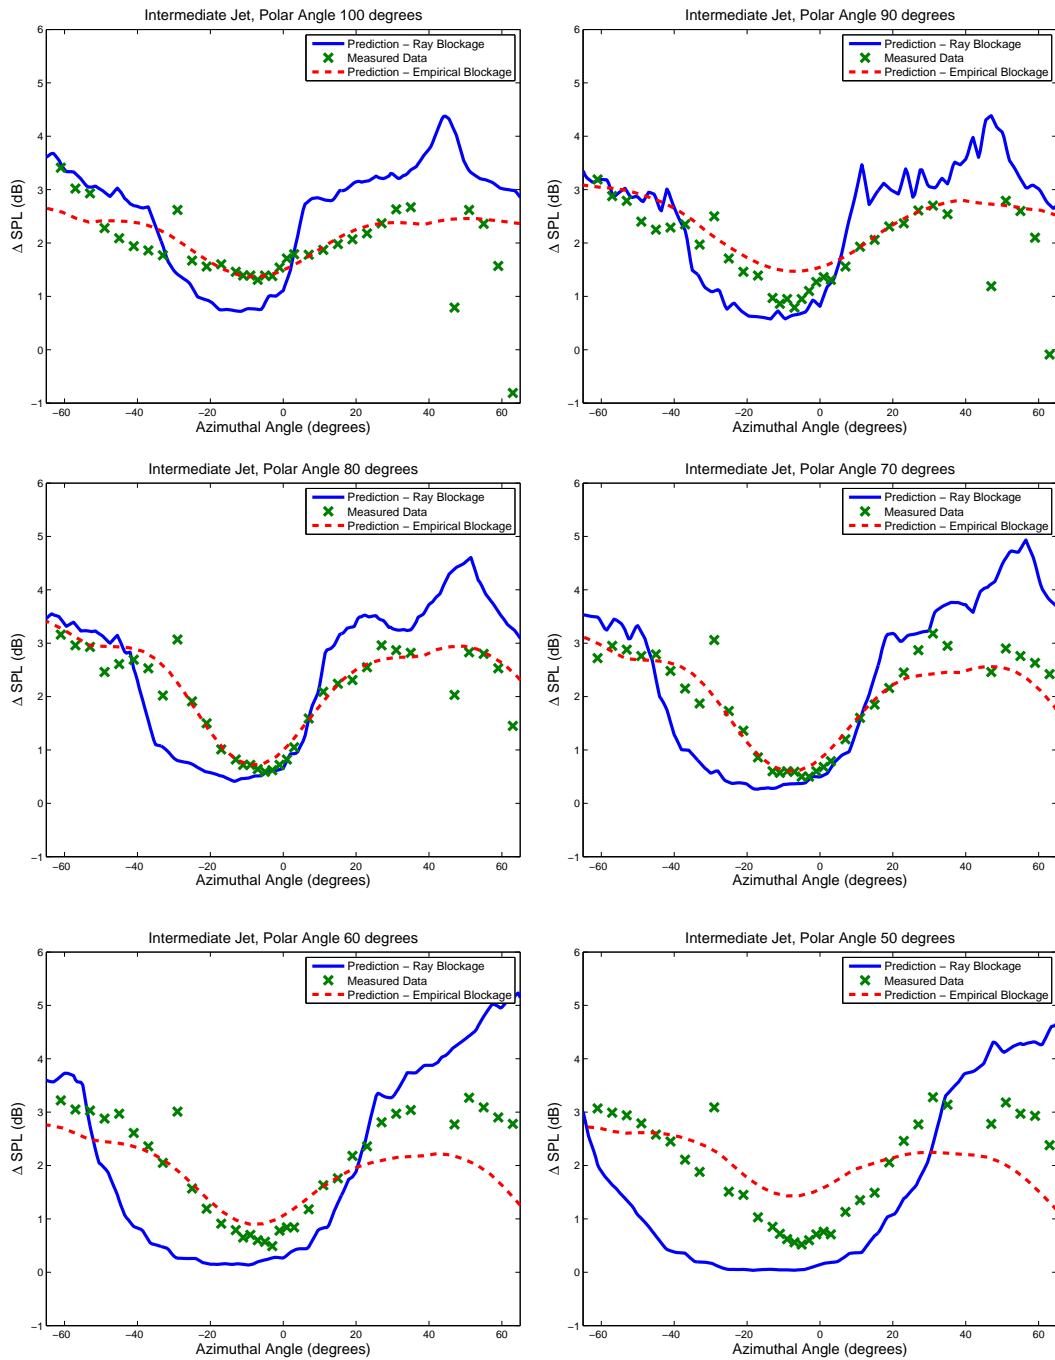 Intermediate Jet, Polar Angle 100 degrees
6
5
4
3
2
1
0
−1
Δ SPL (dB)
Prediction − Ray Blockage
Measured Data
Prediction − Empirical Blockage
−60 −40 −20 0 20 40 60
Azimuthal Angle (degrees)
Intermediate Jet, Polar Angle 90 degrees
6
5
4
3
2
1
0
−1
Δ SPL (dB)
Prediction − Ray Blockage
Measured Data
Prediction − Empirical Blockage
−60 −40 −20 0 20 40 60
Azimuthal Angle (degrees)
Intermediate Jet, Polar Angle 80 degrees
6
5
4
3
2
1
0
−1
Δ SPL (dB)
Prediction − Ray Blockage
Measured Data
Prediction − Empirical Blockage
−60 −40 −20 0 20 40 60
Azimuthal Angle (degrees)
Intermediate Jet, Polar Angle 70 degrees
6
5
4
3
2
1
0
−1
Δ SPL (dB)
Prediction − Ray Blockage
Measured Data
Prediction − Empirical Blockage
−60 −40 −20 0 20 40 60
Azimuthal Angle (degrees)
Intermediate Jet, Polar Angle 60 degrees
6
5
4
3
2
1
0
−1
Δ SPL (dB)
Prediction − Ray Blockage
Measured Data
Prediction − Empirical Blockage
−60 −40 −20 0 20 40 60
Azimuthal Angle (degrees)
Intermediate Jet, Polar Angle 50 degrees
6
5
4
3
2
1
0
−1
Δ SPL (dB)
Prediction − Ray Blockage
Measured Data
Prediction − Empirical Blockage
−60 −40 −20 0 20 40 60
Azimuthal Angle (degrees)